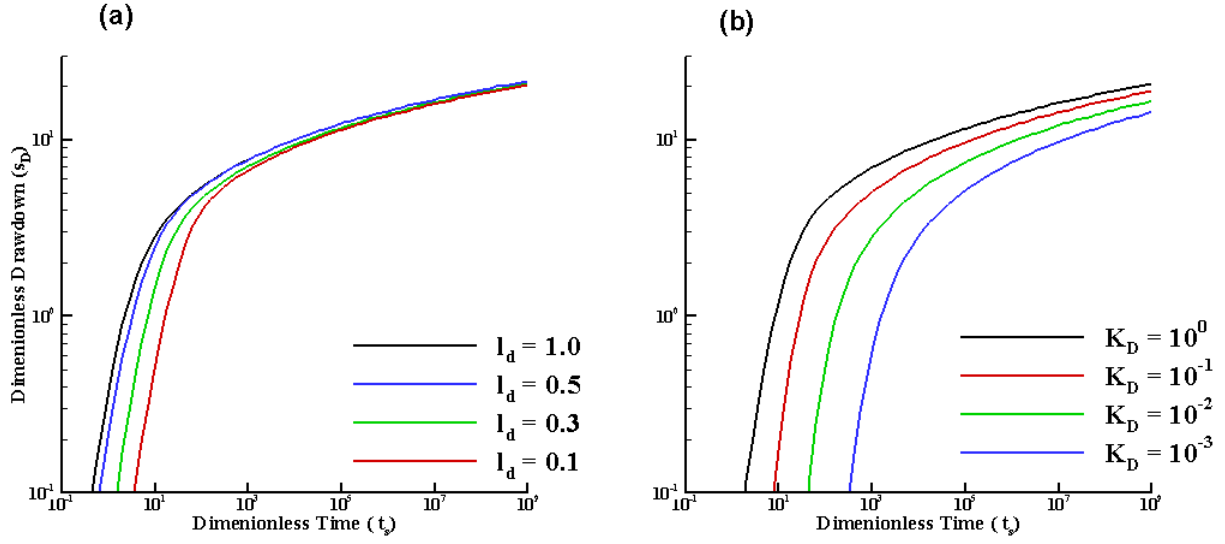 (a)
Dimenionless Drawdown (s_D)
10^1
10^0
10^-1
10^-1
10^1
10^3
10^5
10^7
10^9
Dimenionless Time ( t_s)
l_d = 1.0
l_d = 0.5
l_d = 0.3
l_d = 0.1
(b)
10^1
10^0
10^-1
10^-1
10^1
10^3
10^5
10^7
10^9
Dimenionless Time ( t_s)
K_D = 10^0
K_D = 10^-1
K_D = 10^-2
K_D = 10^-3